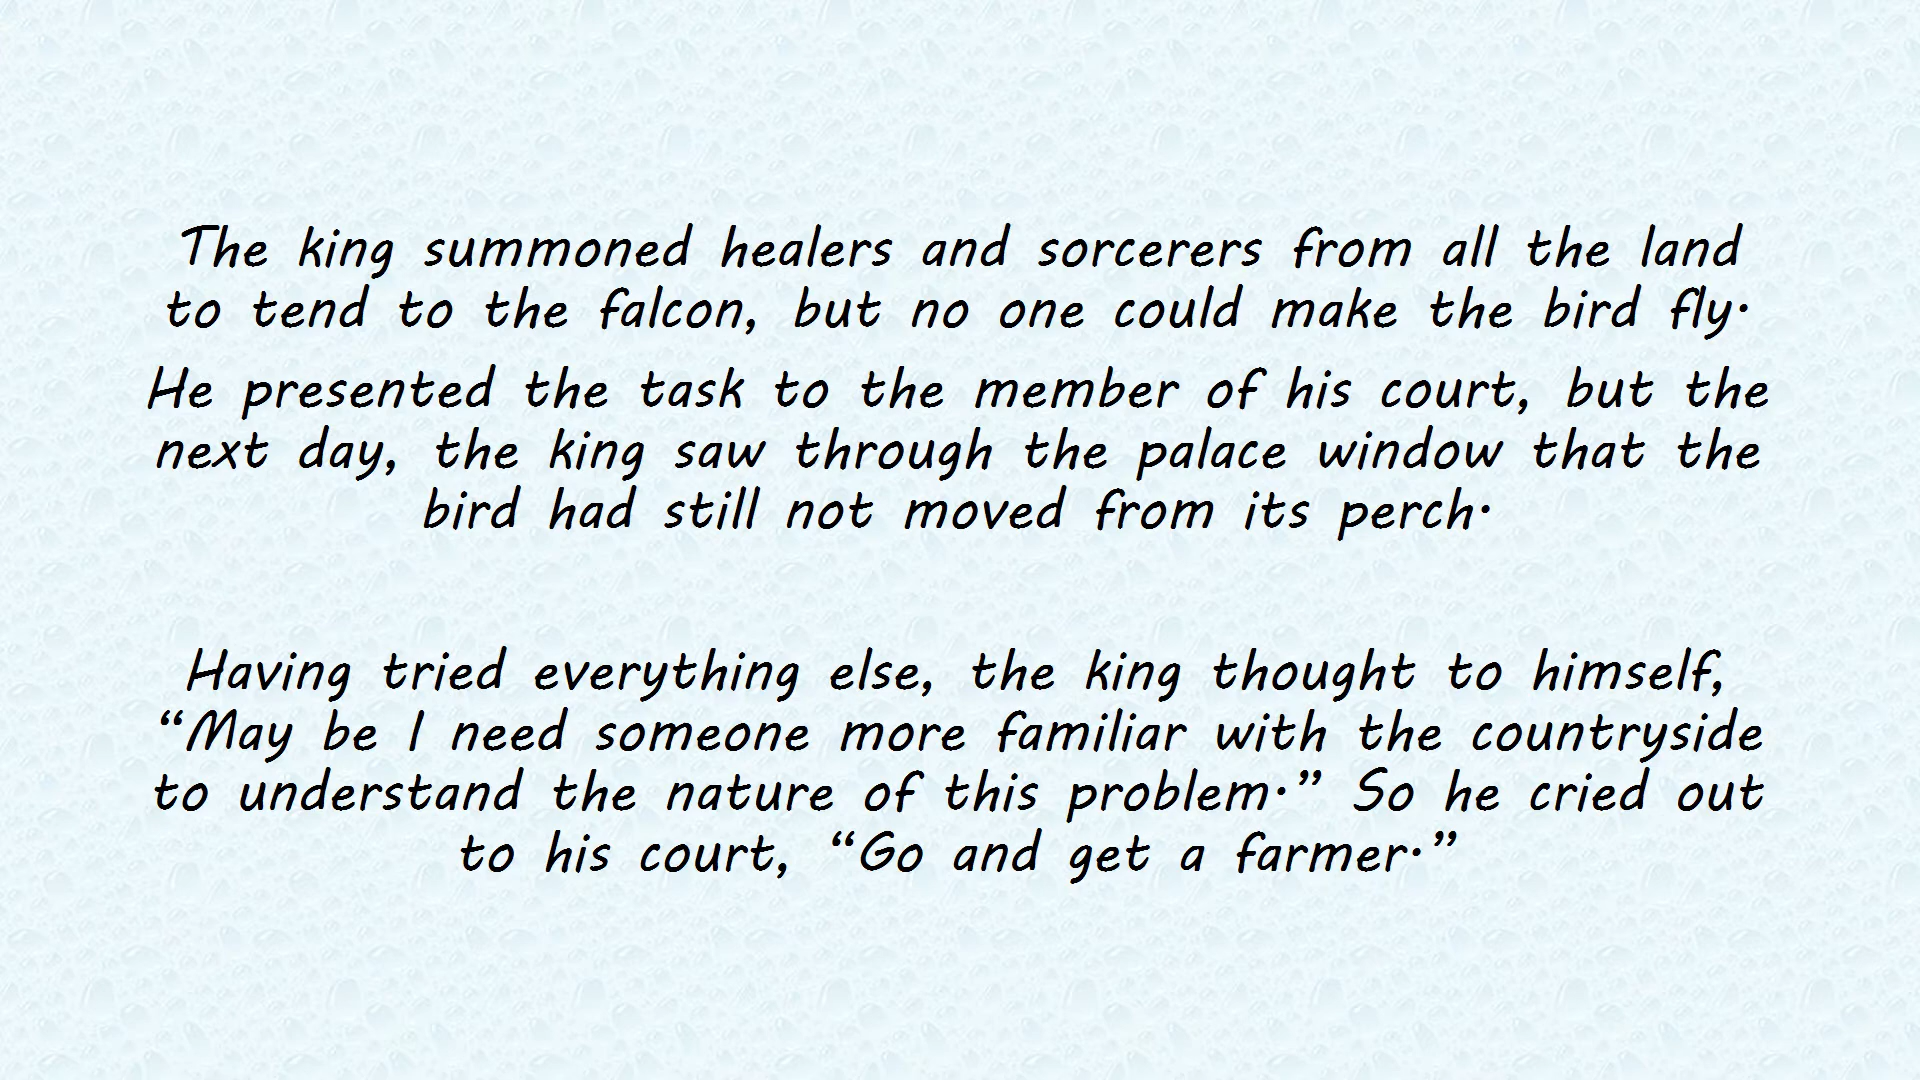 The king summoned healers and sorcerers from all the land
to tend to the falcon, but no one could make the bird fly.
He presented the task to the member of his court, but the
next day, the king saw through the palace window that the
bird had still not moved from its perch.
Having tried everything else, the king thought to himself,
“May be I need someone more familiar with the countryside
to understand the nature of this problem.” So he cried out
to his court, “Go and get a farmer.”